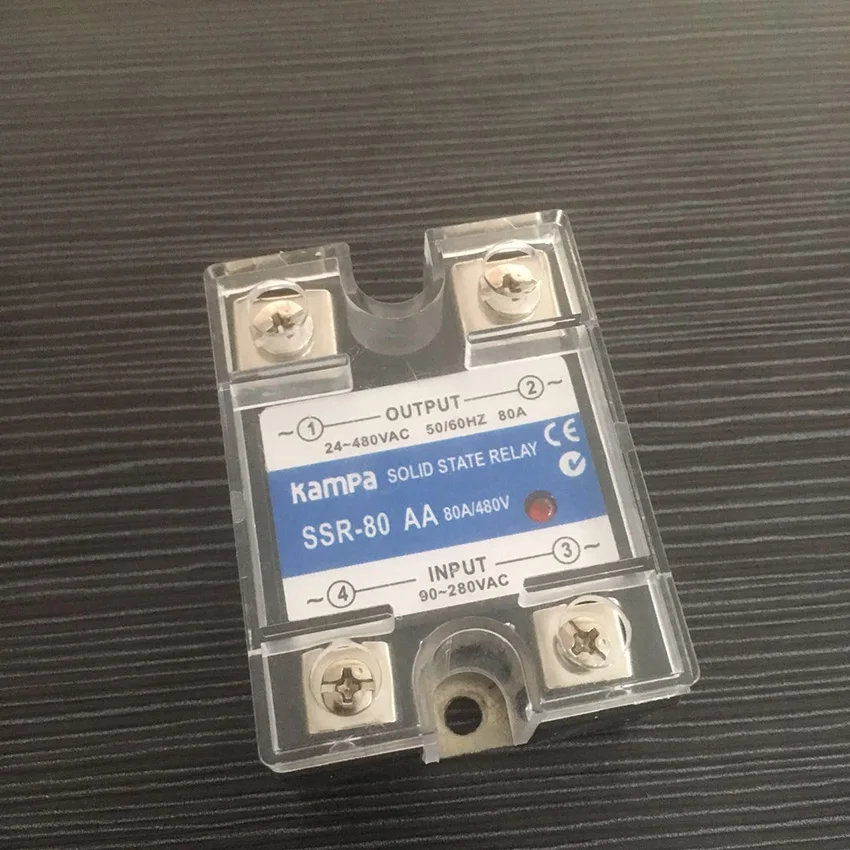 ~ ① OUTPUT ② ~
24~480VAC 50/60HZ 80A
Kampa SOLID STATE RELAY CE
SSR-80 AA 80A/480V
~ ④ INPUT ③ ~
90~280VAC